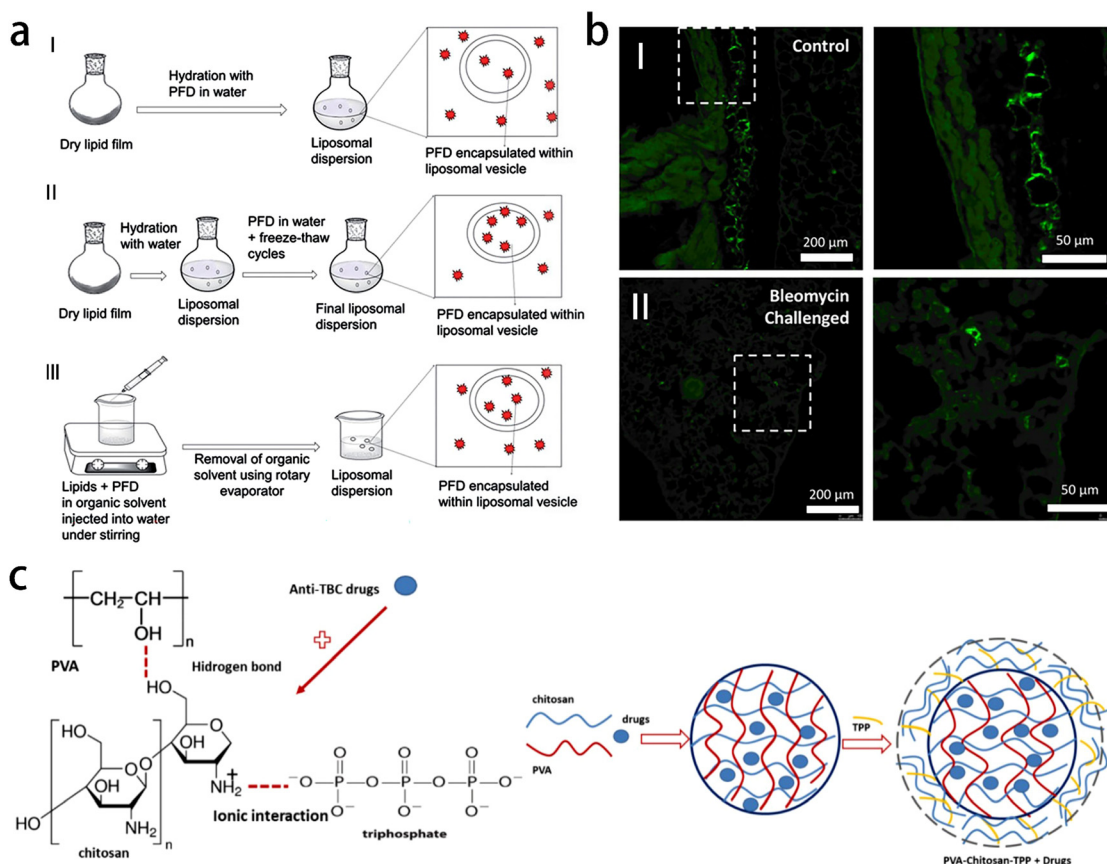 a
I
Hydration with
PFD in water
Dry lipid film
Liposomal
dispersion
PFD encapsulated within
liposomal vesicle
II
Hydration
with water
PFD in water
+ freeze-thaw
cycles
Dry lipid film
Liposomal
dispersion
Final liposomal
dispersion
PFD encapsulated within
liposomal vesicle
III
Lipids + PFD
in organic solvent
injected into water
under stirring
Removal of organic
solvent using rotary
evaporator
Liposomal
dispersion
PFD encapsulated
within liposomal vesicle
b
I
Control
200 µm
50 µm
II
Bleomycin
Challenged
200 µm
50 µm
c
CH2 CH
OH
n
PVA
Hidrogen bond
Anti-TBC drugs
HO
O
OH
HO
O
OH
O
NH2
+
HO
NH2
n
chitosan
Ionic interaction
O O O
−O P O P O P O−
O− O− O−
triphosphate
chitosan
drugs
PVA
TPP
PVA-Chitosan-TPP + Drugs